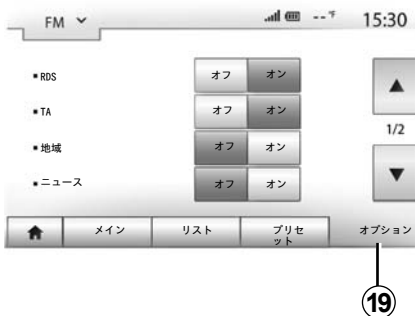 FM
--°F
15:30
RDS
オフ オン
TA
オフ オン
地域
オフ オン
ニュース
オフ オン
1/2
メイン
リスト
プリセ
ット
オプション
19